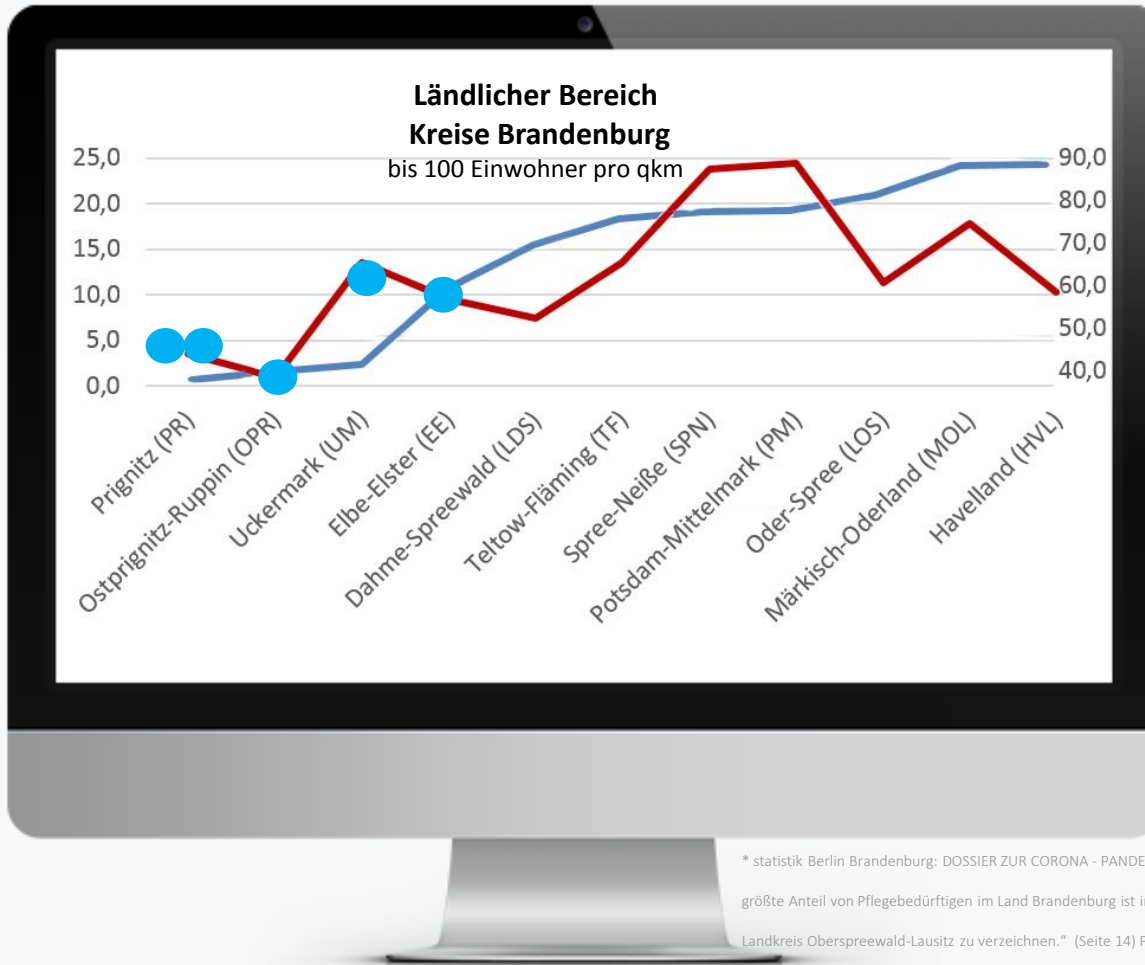 Ländlicher Bereich
Kreise Brandenburg
bis 100 Einwohner pro qkm
25,0
20,0
15,0
10,0
5,0
0,0
90,0
80,0
70,0
60,0
50,0
40,0
Prignitz (PR)
Ostprignitz-Ruppin (OPR)
Uckermark (UM)
Elbe-Elster (EE)
Dahme-Spreewald (LDS)
Teltow-Fläming (TF)
Spree-Neiße (SPN)
Potsdam-Mittelmark (PM)
Oder-Spree (LOS)
Märkisch-Oderland (MOL)
Havelland (HVL)
* statistik Berlin Brandenburg: DOSSIER ZUR CORONA - PANDE
größte Anteil von Pflegebedürftigen im Land Brandenburg ist i
Landkreis Oberspreewald-Lausitz zu verzeichnen.“ (Seite 14) P